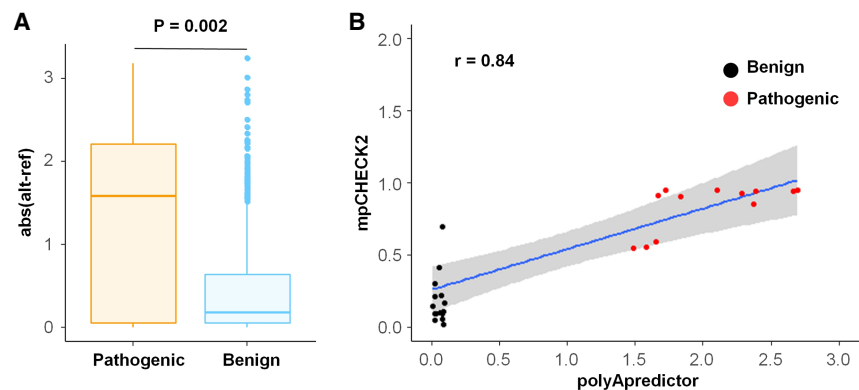 A
P = 0.002
abs(alt-ref)
3
2
1
0
Pathogenic
Benign
B
r = 0.84
Benign
Pathogenic
mpCHECK2
2.0
1.5
1.0
0.5
0.0
0.0 0.5 1.0 1.5 2.0 2.5 3.0
polyApredictor